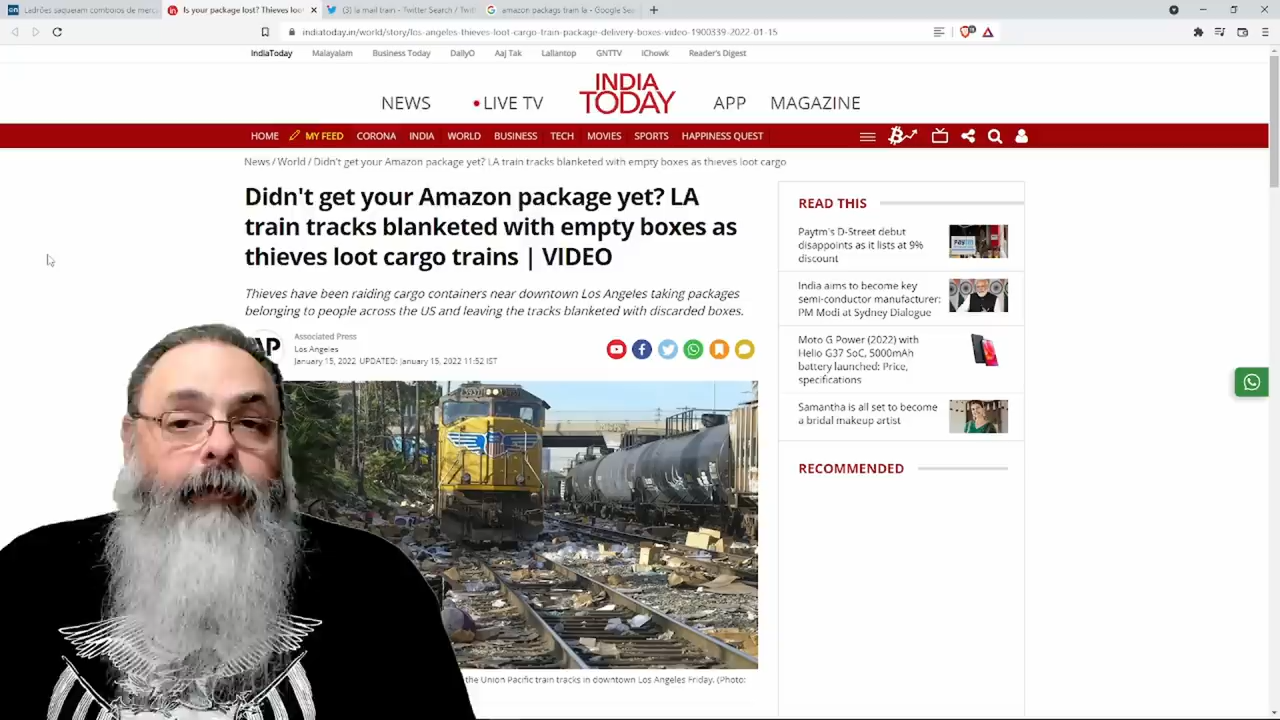 Ladrões saqueam comboios de merc
Is your package lost? Thieves loot
(3) la mail train - Twitter Search / Twitt
amazon packags train la - Google Sea
indiatoday.in/world/story/los-angeles-thieves-loot-cargo-train-package-delivery-boxes-video-1900339-2022-01-15
IndiaToday Malayalam Business Today DailyO Aaj Tak Lallantop GNTTV iChowk Reader's Digest
NEWS • LIVE TV INDIA TODAY APP MAGAZINE
HOME MY FEED CORONA INDIA WORLD BUSINESS TECH MOVIES SPORTS HAPPINESS QUEST
News / World / Didn't get your Amazon package yet? LA train tracks blanketed with empty boxes as thieves loot cargo
Didn't get your Amazon package yet? LA
train tracks blanketed with empty boxes as
thieves loot cargo trains | VIDEO
Thieves have been raiding cargo containers near downtown Los Angeles taking packages
belonging to people across the US and leaving the tracks blanketed with discarded boxes.
AP
Associated Press
Los Angeles
January 15, 2022 UPDATED: January 15, 2022 11:52 IST
the Union Pacific train tracks in downtown Los Angeles Friday. (Photo:
READ THIS
Paytm's D-Street debut
disappoints as it lists at 9%
discount
India aims to become key
semi-conductor manufacturer:
PM Modi at Sydney Dialogue
Moto G Power (2022) with
Helio G37 SoC, 5000mAh
battery launched: Price,
specifications
Samantha is all set to become
a bridal makeup artist
RECOMMENDED